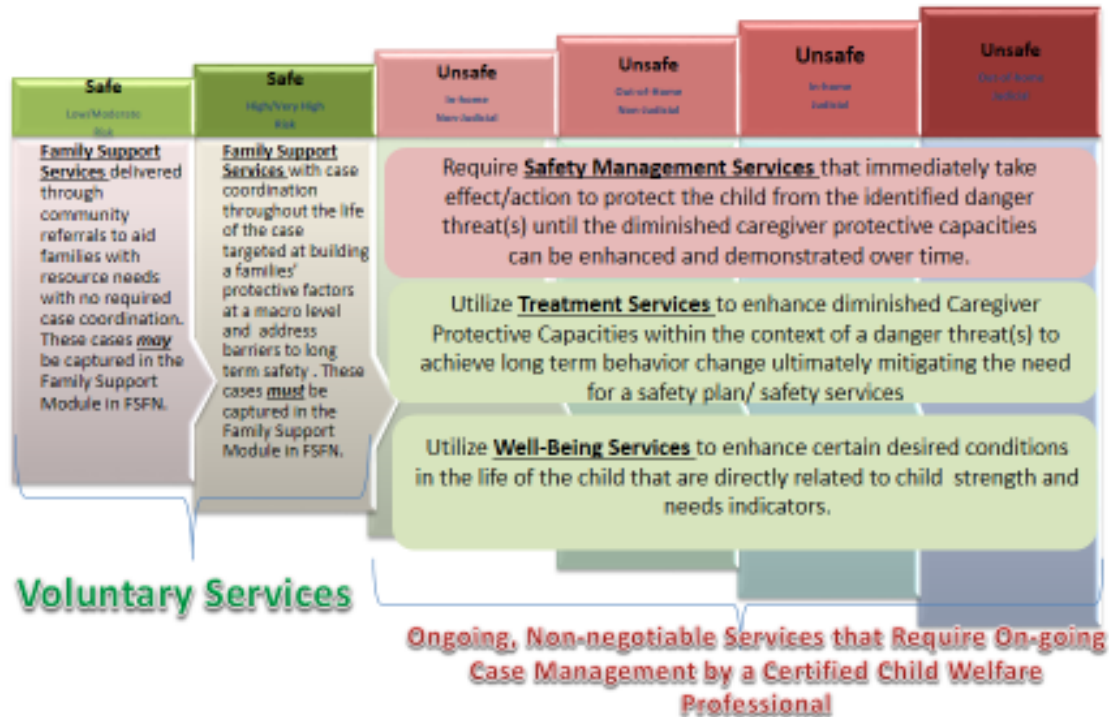 Safe
Low/Moderate
Risk
Safe
High/Very High
Risk
Unsafe
In-home
Non-Judicial
Unsafe
Out-of-Home
Non-Judicial
Unsafe
In-home
Judicial
Unsafe
Out-of-home
Judicial
Family Support
Services delivered
through
community
referrals to aid
families with
resource needs
with no required
case coordination.
These cases may
be captured in the
Family Support
Module in FSFN.
Family Support
Services with case
coordination
throughout the life
of the case
targeted at building
a families'
protective factors
at a macro level
and address
barriers to long
term safety . These
cases must be
captured in the
Family Support
Module in FSFN.
Require Safety Management Services that immediately take
effect/action to protect the child from the identified danger
threat(s) until the diminished caregiver protective capacities
can be enhanced and demonstrated over time.
Utilize Treatment Services to enhance diminished Caregiver
Protective Capacities within the context of a danger threat(s) to
achieve long term behavior change ultimately mitigating the need
for a safety plan/ safety services
Utilize Well-Being Services to enhance certain desired conditions
in the life of the child that are directly related to child strength and
needs indicators.
Voluntary Services
Ongoing, Non-negotiable Services that Require On-going
Case Management by a Certified Child Welfare
Professional